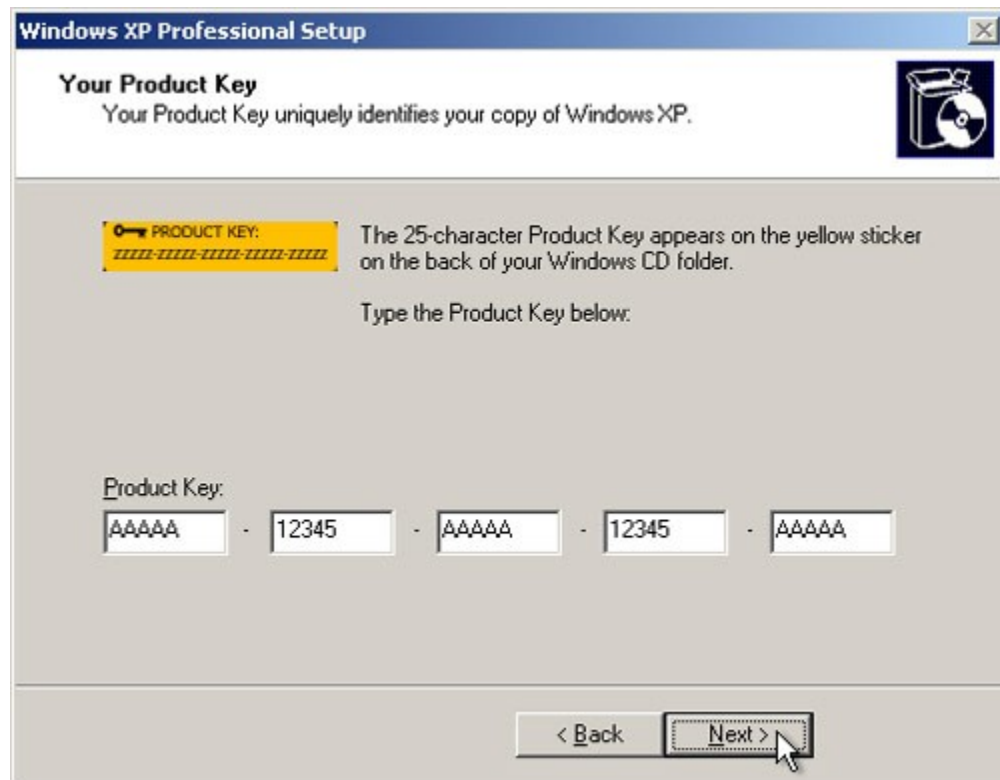 Windows XP Professional Setup
Your Product Key
Your Product Key uniquely identifies your copy of Windows XP.
PRODUCT KEY:
ZZZZZ-ZZZZZ-ZZZZZ-ZZZZZ-ZZZZZ
The 25-character Product Key appears on the yellow sticker
on the back of your Windows CD folder.
Type the Product Key below:
Product Key:
AAAAA - 12345 - AAAAA - 12345 - AAAAA
< Back Next >